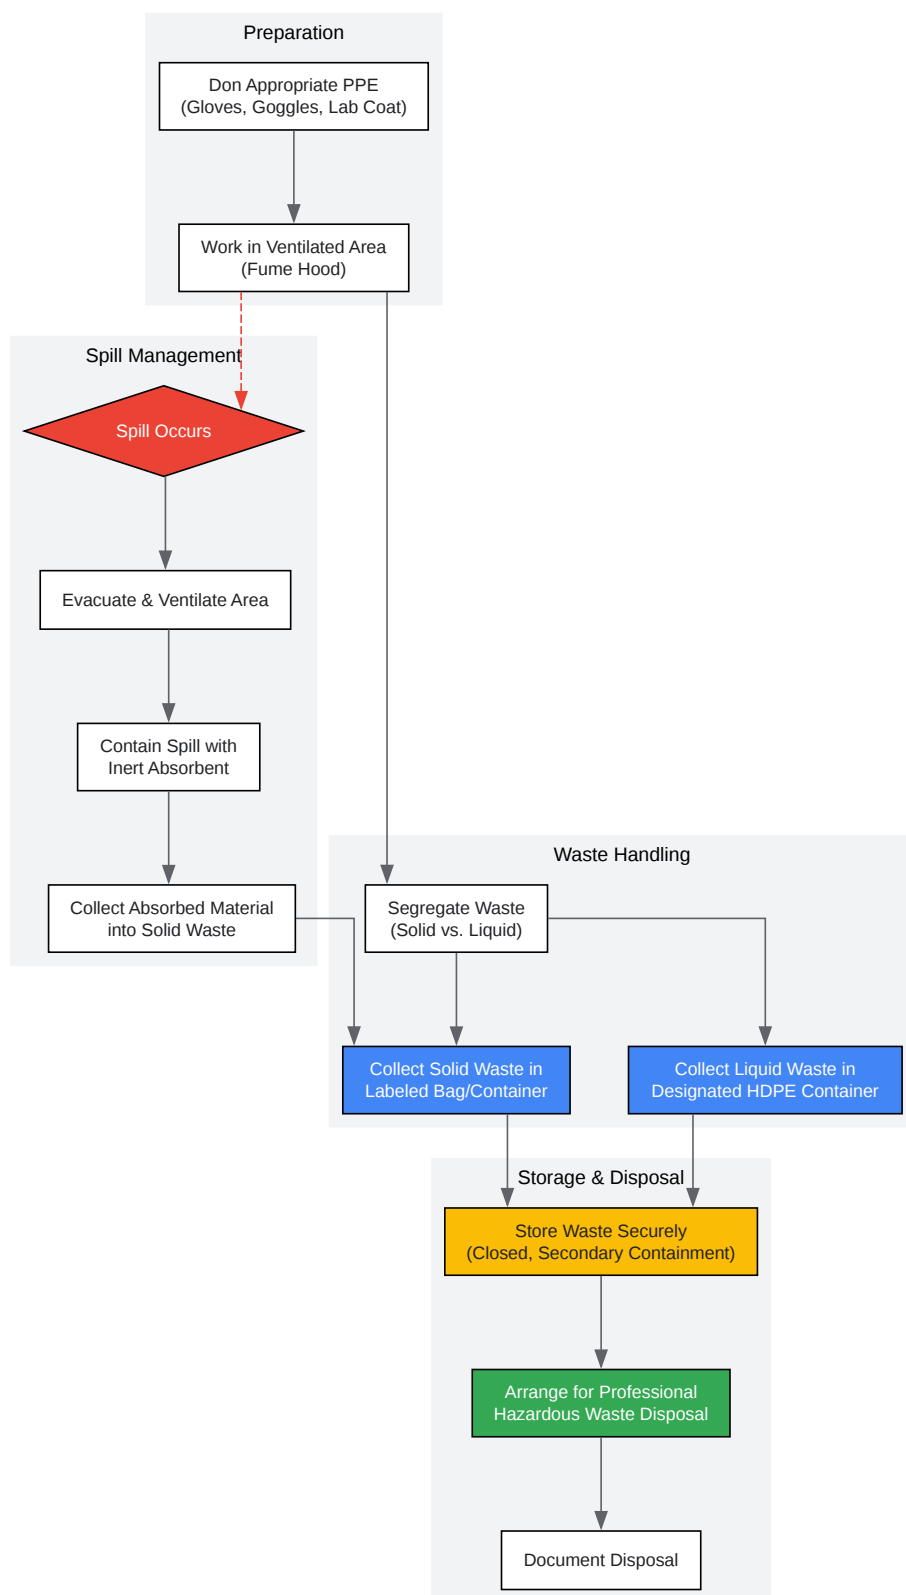 Preparation
Don Appropriate PPE
(Gloves, Goggles, Lab Coat)
Work in Ventilated Area
(Fume Hood)
Spill Management
Spill Occurs
Evacuate & Ventilate Area
Contain Spill with
Inert Absorbent
Collect Absorbed Material
into Solid Waste
Waste Handling
Segregate Waste
(Solid vs. Liquid)
Collect Solid Waste in
Labeled Bag/Container
Collect Liquid Waste in
Designated HDPE Container
Storage & Disposal
Store Waste Securely
(Closed, Secondary Containment)
Arrange for Professional
Hazardous Waste Disposal
Document Disposal